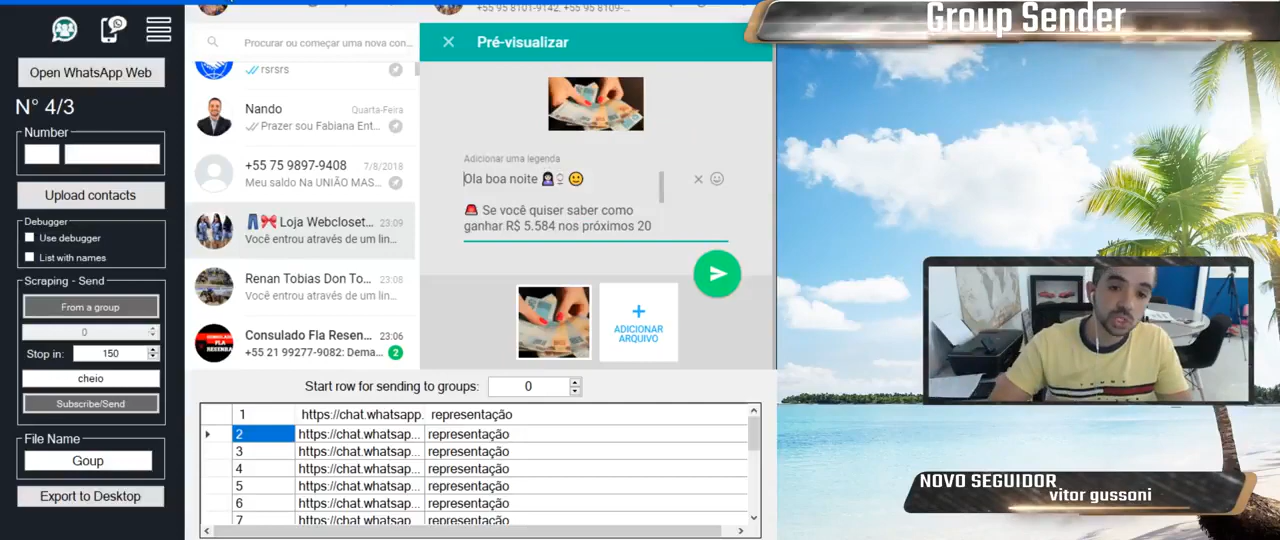 Open WhatsApp Web
N° 4/3
Number
Upload contacts
Debugger
Use debugger
List with names
Scraping - Send
From a group
0
Stop in: 150
cheio
Subscribe/Send
File Name
Goup
Export to Desktop
Procurar ou começar uma nova con...
rsrsrs
Nando Quarta-Feira
Prazer sou Fabiana Ent...
+55 75 9897-9408 7/8/2018
Meu saldo Na UNIÃO MAS...
Loja Webcloset... 23:09
Você entrou através de um lin...
Renan Tobias Don To... 23:08
Você entrou através de um lin...
Consulado Fla Resen... 23:06
+55 21 99277-9082: Dema... 2
+55 95 8101-9142, +55 95 8109-...
Pré-visualizar
Adicionar uma legenda
Ola boa noite
Se você quiser saber como
ganhar R$ 5.584 nos próximos 20
ADICIONAR
ARQUIVO
Start row for sending to groups: 0
1 https://chat.whatsapp. representação
2 https://chat.whatsap... representação
3 https://chat.whatsap... representação
4 https://chat.whatsap... representação
5 https://chat.whatsap... representação
6 https://chat.whatsap... representação
7 https://chat.whatsap... representação
Group Sender
NOVO SEGUIDOR
vitor gussoni